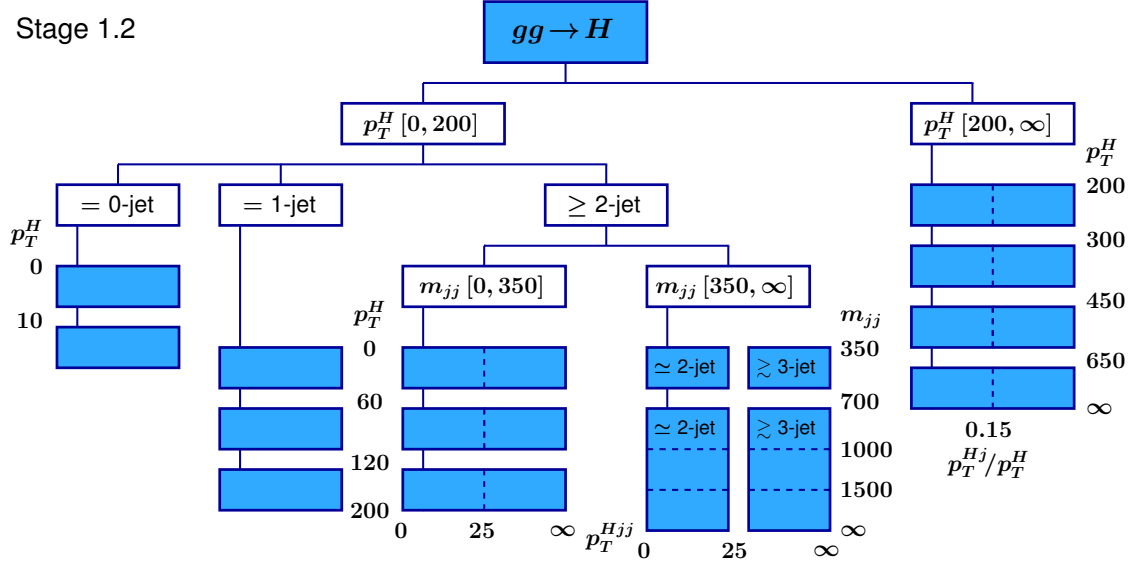 Stage 1.2
gg → H
p_T^H [0, 200]
p_T^H [200, ∞]
= 0-jet
= 1-jet
≥ 2-jet
p_T^H
0
10
m_jj [0, 350]
m_jj [350, ∞]
p_T^H
0
60
120
200
0 25 ∞
≃ 2-jet
≳ 3-jet
≃ 2-jet
≳ 3-jet
m_jj
350
700
1000
1500
∞
p_T^Hjj
0 25 ∞
p_T^H
200
300
450
650
∞
0.15
p_T^Hj/p_T^H